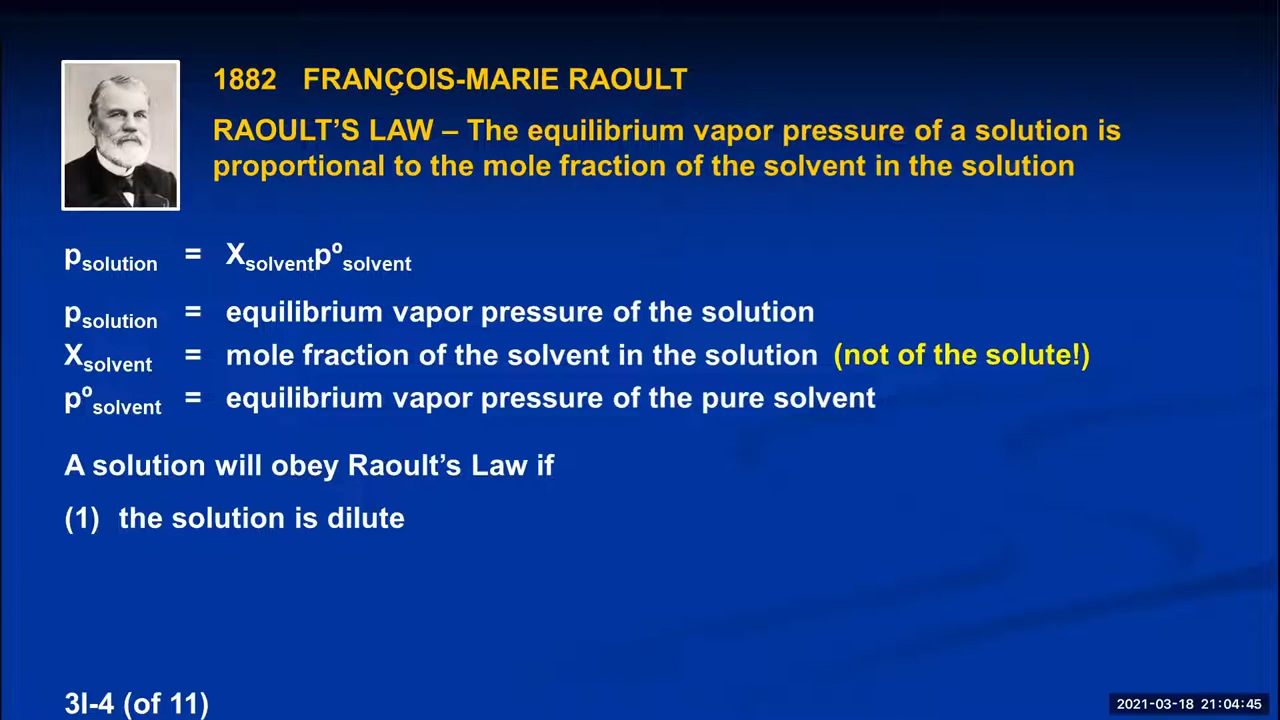 1882 FRANÇOIS-MARIE RAOULT
RAOULT’S LAW – The equilibrium vapor pressure of a solution is
proportional to the mole fraction of the solvent in the solution
psolution = Xsolventpºsolvent
psolution = equilibrium vapor pressure of the solution
Xsolvent = mole fraction of the solvent in the solution (not of the solute!)
pºsolvent = equilibrium vapor pressure of the pure solvent
A solution will obey Raoult’s Law if
(1) the solution is dilute
3I-4 (of 11)
2021-03-18 21:04:45